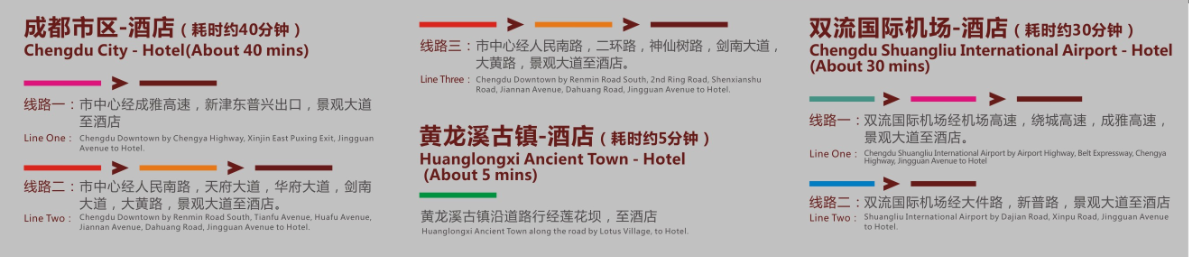 成都市区-酒店（耗时约40分钟）
Chengdu City - Hotel(About 40 mins)
线路一：市中心经成雅高速，新津东普兴出口，景观大道
至酒店
Line One： Chengdu Downtown by Chengya Highway, Xinjin East Puxing Exit, Jingguan
Avenue to Hotel.
线路二：市中心经人民南路，天府大道，华府大道，剑南
大道，大黄路，景观大道至酒店。
Line Two： Chengdu Downtown by Renmin Road South, Tianfu Avenue, Huafu Avenue,
Jiannan Avenue, Dahuang Road, Jingguan Avenue to Hotel.
线路三：市中心经人民南路，二环路，神仙树路，剑南大道，
大黄路，景观大道至酒店。
Line Three： Chengdu Downtown by Renmin Road South, 2nd Ring Road, Shenxianshu
Road, Jiannan Avenue, Dahuang Road, Jingguan Avenue to Hotel.
黄龙溪古镇-酒店（耗时约5分钟）
Huanglongxi Ancient Town - Hotel
(About 5 mins)
黄龙溪古镇沿道路行经莲花坝，至酒店
Huanglongxi Ancient Town along the road by Lotus Village, to Hotel.
双流国际机场-酒店（耗时约30分钟）
Chengdu Shuangliu International Airport - Hotel
(About 30 mins)
线路一：双流国际机场经机场高速，绕城高速，成雅高速，
景观大道至酒店。
Line One： Chengdu Shuangliu International Airport by Airport Highway, Belt Expressway, Chengya
Highway, Jingguan Avenue to Hotel
线路二：双流国际机场经大件路，新普路，景观大道至酒店
Line Two： Shuangliu International Airport by Dajian Road, Xinpu Road, Jingguan Avenue
to Hotel.